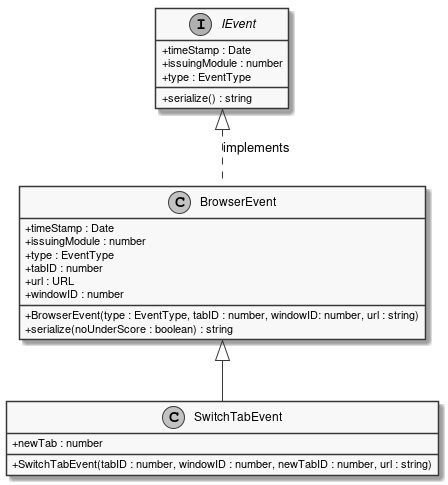 I IEvent
+timeStamp : Date
+issuingModule : number
+type : EventType
+serialize() : string
implements
C BrowserEvent
+timeStamp : Date
+issuingModule : number
+type : EventType
+tabID : number
+url : URL
+windowID : number
+BrowserEvent(type : EventType, tabID : number, windowID: number, url : string)
+serialize(noUnderScore : boolean) : string
C SwitchTabEvent
+newTab : number
+SwitchTabEvent(tabID : number, windowID : number, newTabID : number, url : string)